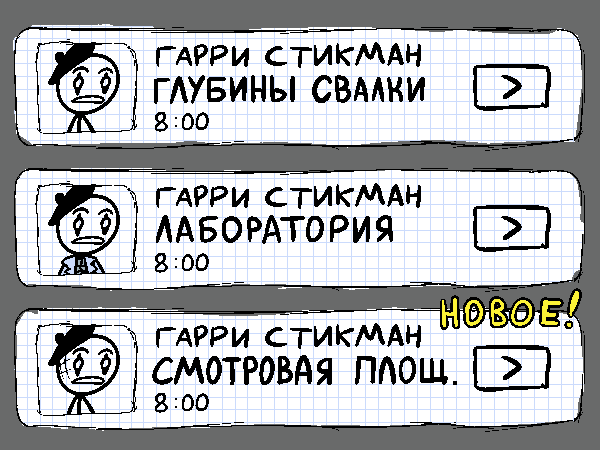 ГАРРИ СТИКМАН
ГЛУБИНЫ СВАЛКИ
8:00
>
ГАРРИ СТИКМАН
ЛАБОРАТОРИЯ
8:00
>
НОВОЕ!
ГАРРИ СТИКМАН
СМОТРОВАЯ ПЛОЩ.
8:00
>